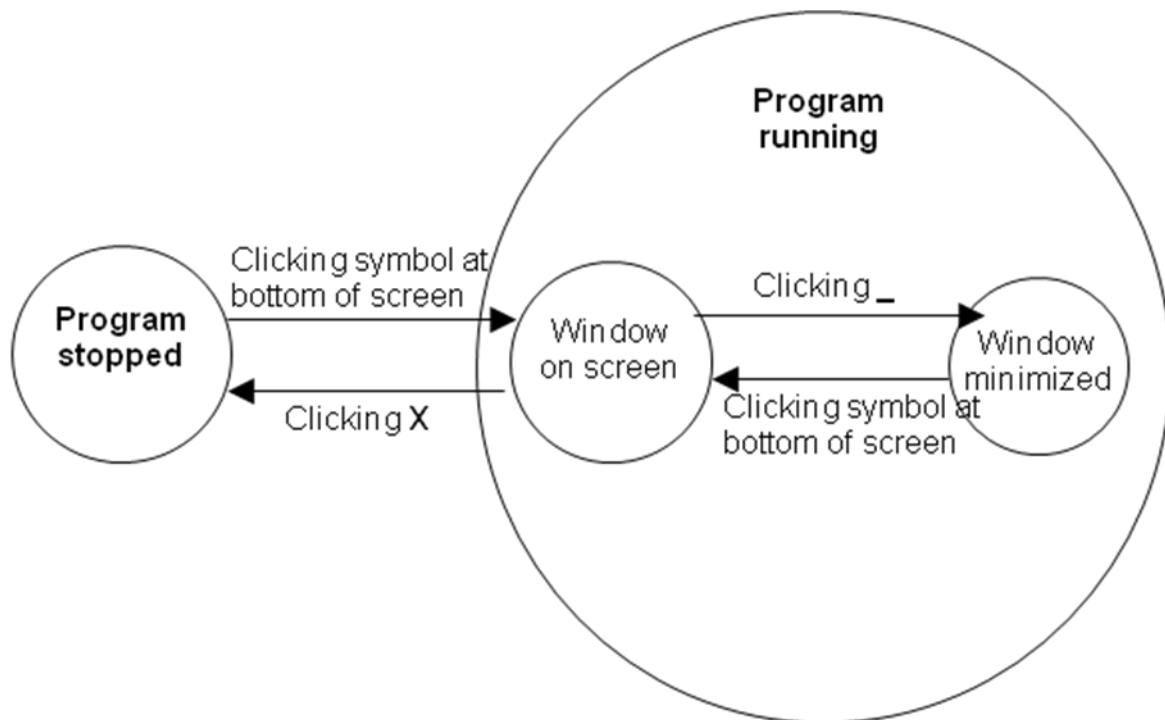 Program
running
Clicking symbol at
bottom of screen
Program
stopped
Clicking X
Window
on screen
Clicking _
Window
minimized
Clicking symbol at
bottom of screen